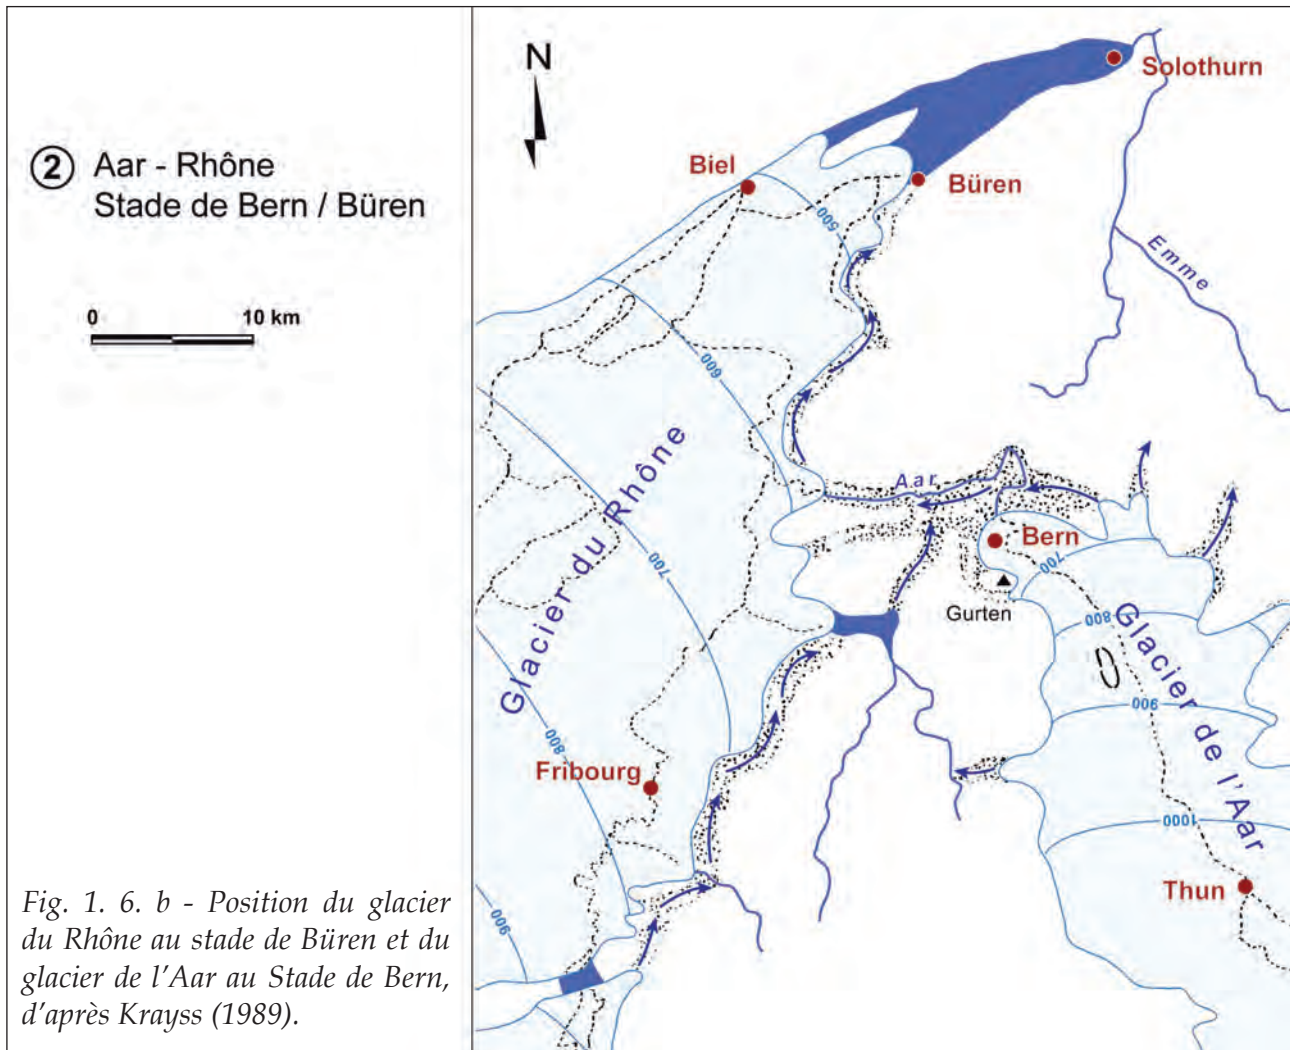 ② Aar - Rhône
Stade de Bern / Büren
0 10 km
Fig. 1. 6. b - Position du glacier
du Rhône au stade de Büren et du
glacier de l'Aar au Stade de Bern,
d'après Krayss (1989).
N
Solothurn
Biel
Büren
Emme
500
600
Glacier du Rhône
Aar
Bern
700
Gurten
700
800
Glacier de l'Aar
900
800
Fribourg
1000
Thun
900